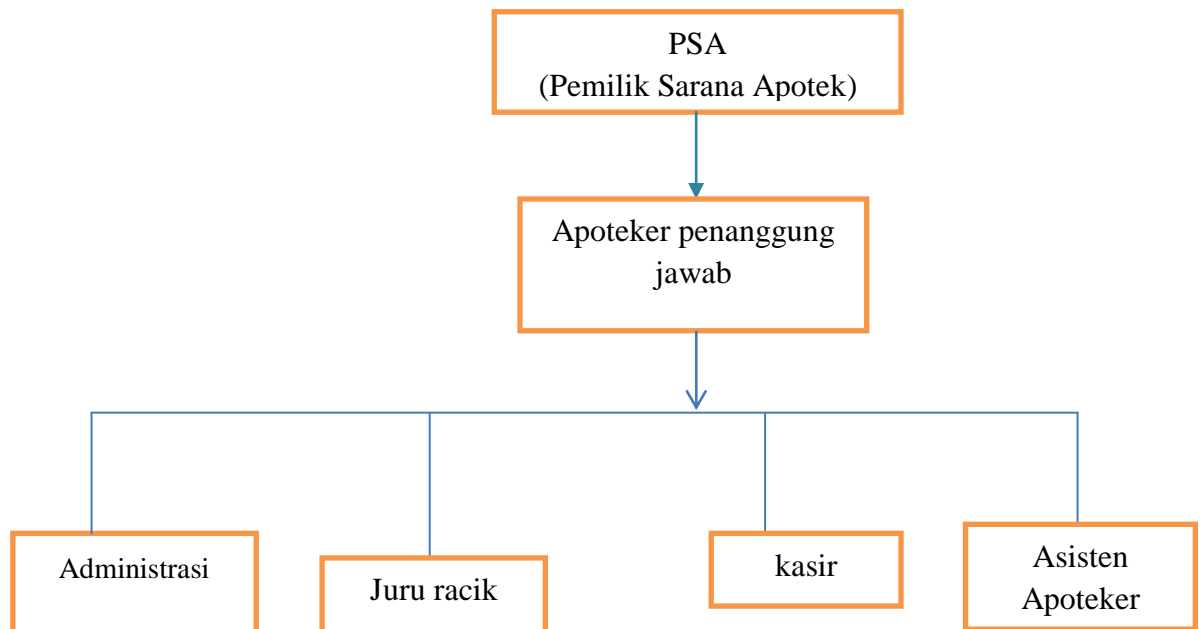 PSA
(Pemilik Sarana Apotek)
Apoteker penanggung
jawab
Administrasi
Juru racik
kasir
Asisten
Apoteker